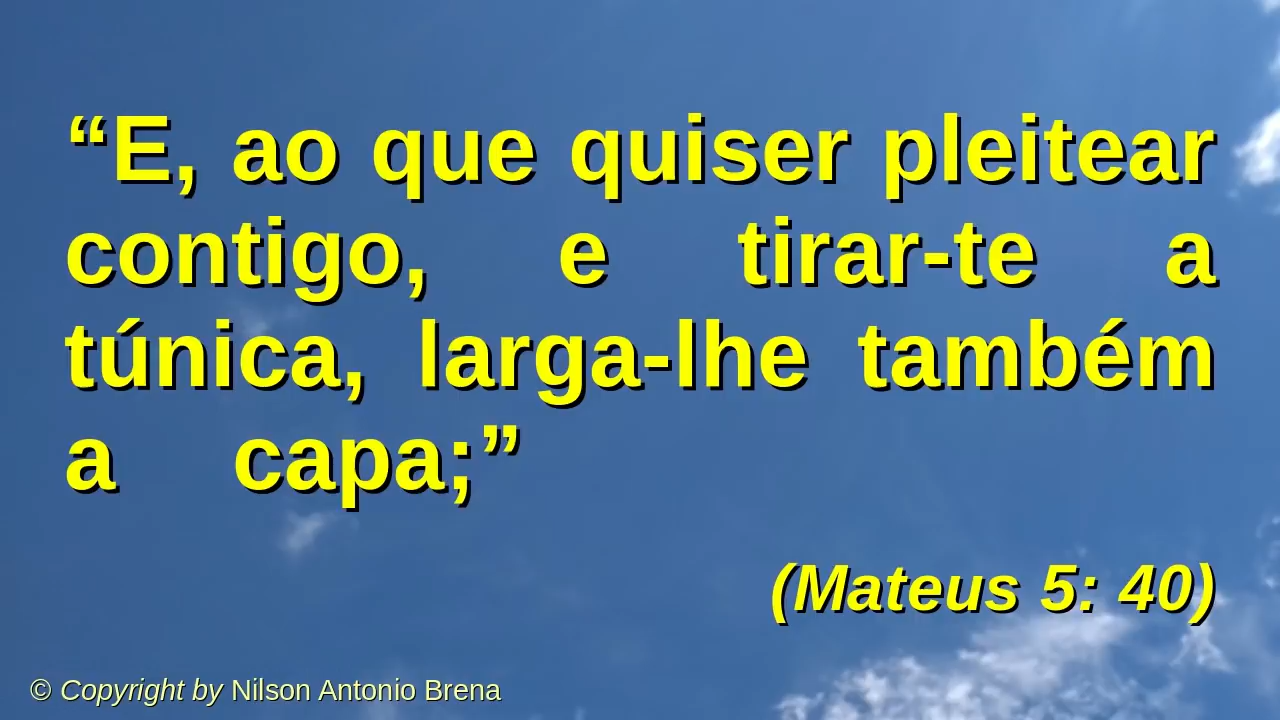 “E, ao que quiser pleitear
contigo, e tirar-te a
túnica, larga-lhe também
a capa;”
(Mateus 5: 40)
© Copyright by Nilson Antonio Brena